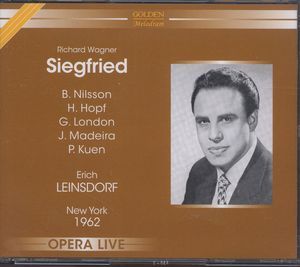 GOLDEN
Melodram
Richard Wagner
Siegfried
B. Nilsson
H. Hopf
G. London
J. Madeira
P. Kuen
Erich
LEINSDORF
New York
1962
OPERA LIVE